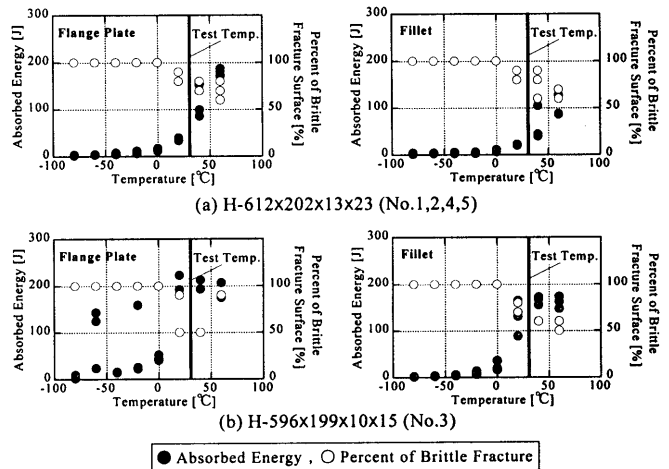 300
200
100
0
Absorbed Energy [J]
Flange Plate
Test Temp.
100
50
0
Percent of Brittle
Fracture Surface [%]
-100
-50
0
50
100
Temperature [℃]
300
200
100
0
Absorbed Energy [J]
Fillet
Test Temp.
100
50
0
Percent of Brittle
Fracture Surface [%]
-100
-50
0
50
100
Temperature [℃]
(a) H-612x202x13x23 (No.1,2,4,5)
300
200
100
0
Absorbed Energy [J]
Flange Plate
Test Temp.
100
50
0
Percent of Brittle
Fracture Surface [%]
-100
-50
0
50
100
Temperature [℃]
300
200
100
0
Absorbed Energy [J]
Fillet
Test Temp.
100
50
0
Percent of Brittle
Fracture Surface [%]
-100
-50
0
50
100
Temperature [℃]
(b) H-596x199x10x15 (No.3)
● Absorbed Energy , ○ Percent of Brittle Fracture